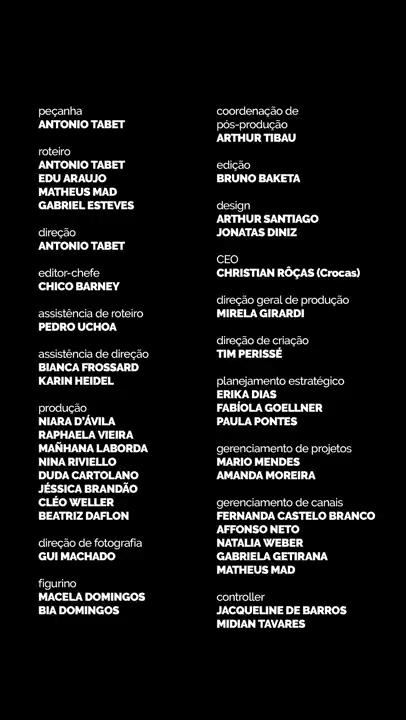 peçanha
ANTONIO TABET
roteiro
ANTONIO TABET
EDU ARAUJO
MATHEUS MAD
GABRIEL ESTEVES
direção
ANTONIO TABET
editor-chefe
CHICO BARNEY
assistência de roteiro
PEDRO UCHOA
assistência de direção
BIANCA FROSSARD
KARIN HEIDEL
produção
NIARA D'ÁVILA
RAPHAELA VIEIRA
MAÑHANA LABORDA
NINA RIVIELLO
DUDA CARTOLANO
JÉSSICA BRANDÃO
CLÉO WELLER
BEATRIZ DAFLON
direção de fotografia
GUI MACHADO
figurino
MACELA DOMINGOS
BIA DOMINGOS
coordenação de
pós-produção
ARTHUR TIBAU
edição
BRUNO BAKETA
design
ARTHUR SANTIAGO
JONATAS DINIZ
CEO
CHRISTIAN RÔÇAS (Crocas)
direção geral de produção
MIRELA GIRARDI
direção de criação
TIM PERISSÉ
planejamento estratégico
ERIKA DIAS
FABÍOLA GOELLNER
PAULA PONTES
gerenciamento de projetos
MARIO MENDES
AMANDA MOREIRA
gerenciamento de canais
FERNANDA CASTELO BRANCO
AFFONSO NETO
NATALIA WEBER
GABRIELA GETIRANA
MATHEUS MAD
controller
JACQUELINE DE BARROS
MIDIAN TAVARES